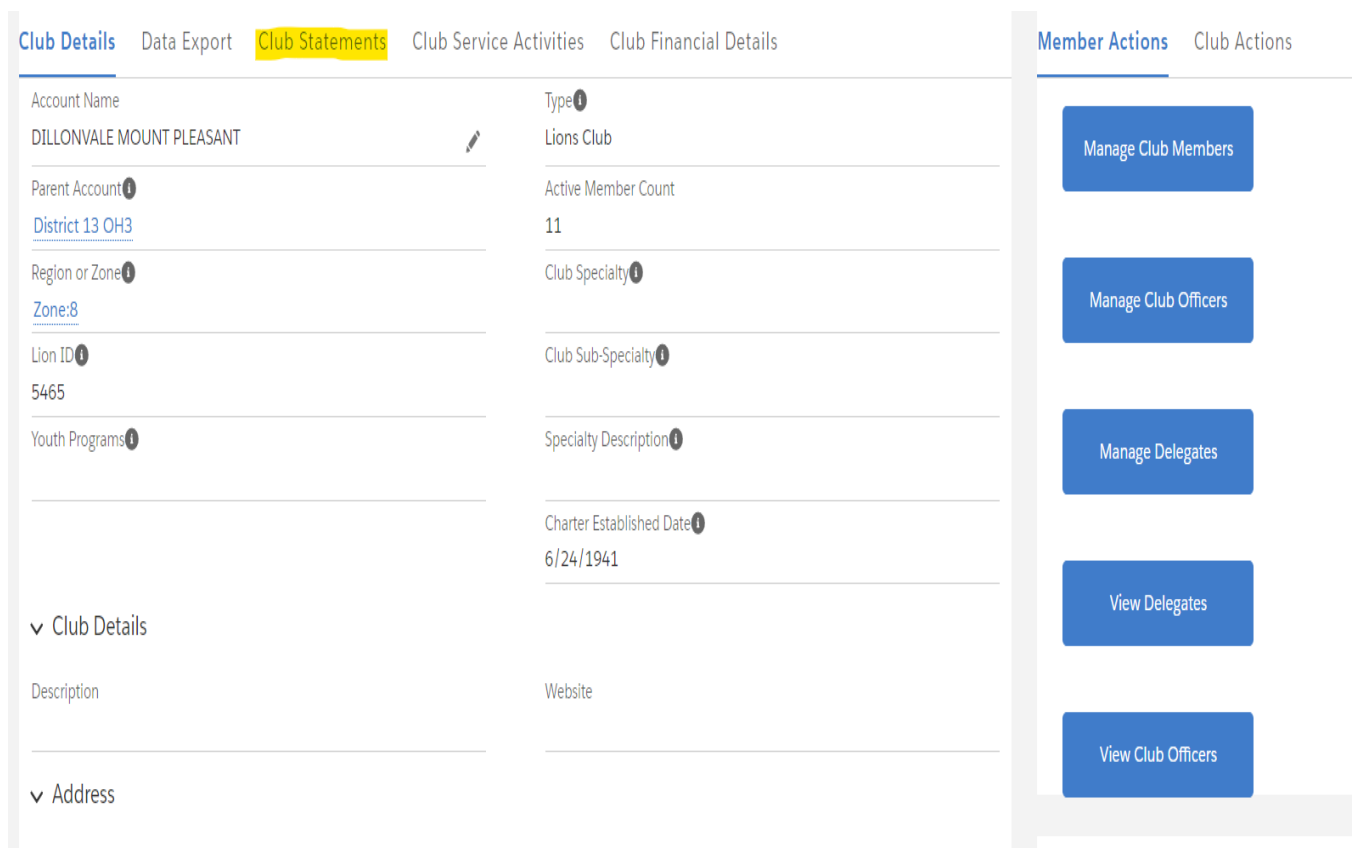 Club Details Data Export Club Statements Club Service Activities Club Financial Details
Member Actions Club Actions
Account Name
DILLONVALE MOUNT PLEASANT
Type
Lions Club
Parent Account
District 13 OH3
Active Member Count
11
Region or Zone
Zone:8
Club Specialty
Lion ID
5465
Club Sub-Specialty
Youth Programs
Specialty Description
Charter Established Date
6/24/1941
Club Details
Description
Website
Address
Manage Club Members
Manage Club Officers
Manage Delegates
View Delegates
View Club Officers